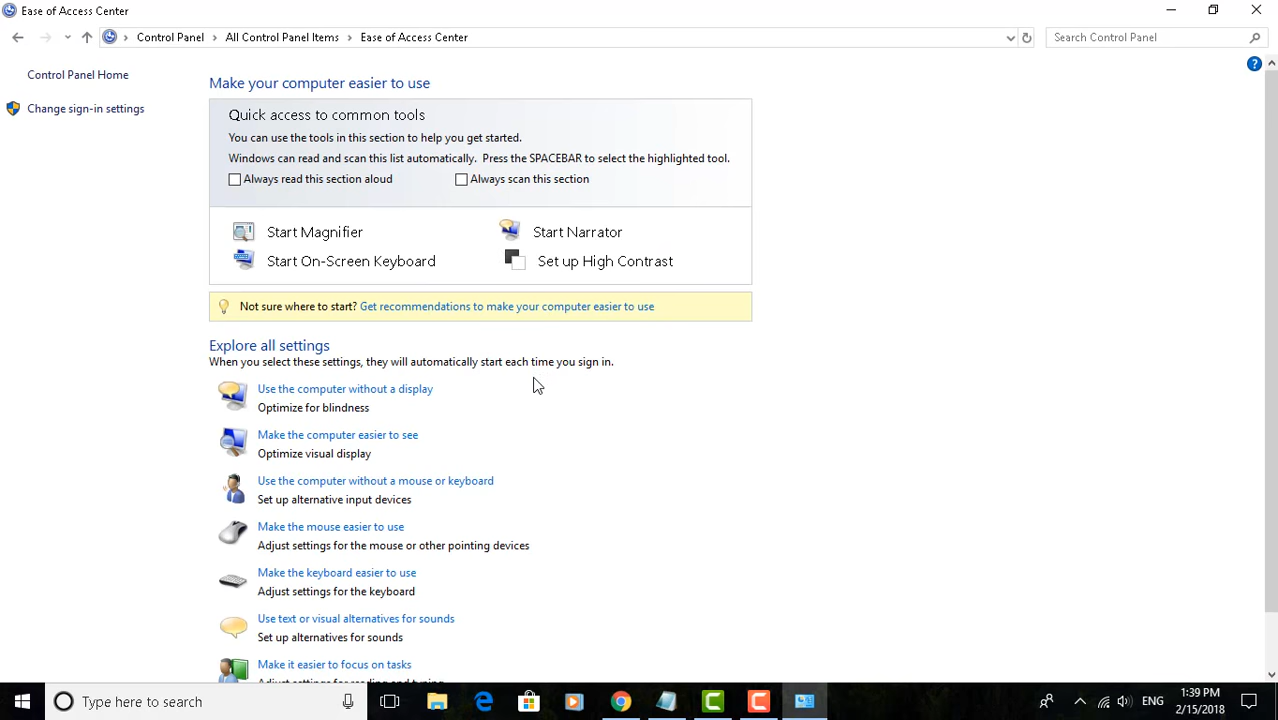 Ease of Access Center
Control Panel > All Control Panel Items > Ease of Access Center
Search Control Panel
Control Panel Home
Change sign-in settings
Make your computer easier to use
Quick access to common tools
You can use the tools in this section to help you get started.
Windows can read and scan this list automatically. Press the SPACEBAR to select the highlighted tool.
Always read this section aloud
Always scan this section
Start Magnifier
Start Narrator
Start On-Screen Keyboard
Set up High Contrast
Not sure where to start? Get recommendations to make your computer easier to use
Explore all settings
When you select these settings, they will automatically start each time you sign in.
Use the computer without a display
Optimize for blindness
Make the computer easier to see
Optimize visual display
Use the computer without a mouse or keyboard
Set up alternative input devices
Make the mouse easier to use
Adjust settings for the mouse or other pointing devices
Make the keyboard easier to use
Adjust settings for the keyboard
Use text or visual alternatives for sounds
Set up alternatives for sounds
Make it easier to focus on tasks
Adjust settings for reading and typing
Type here to search
ENG
1:39 PM
2/15/2018